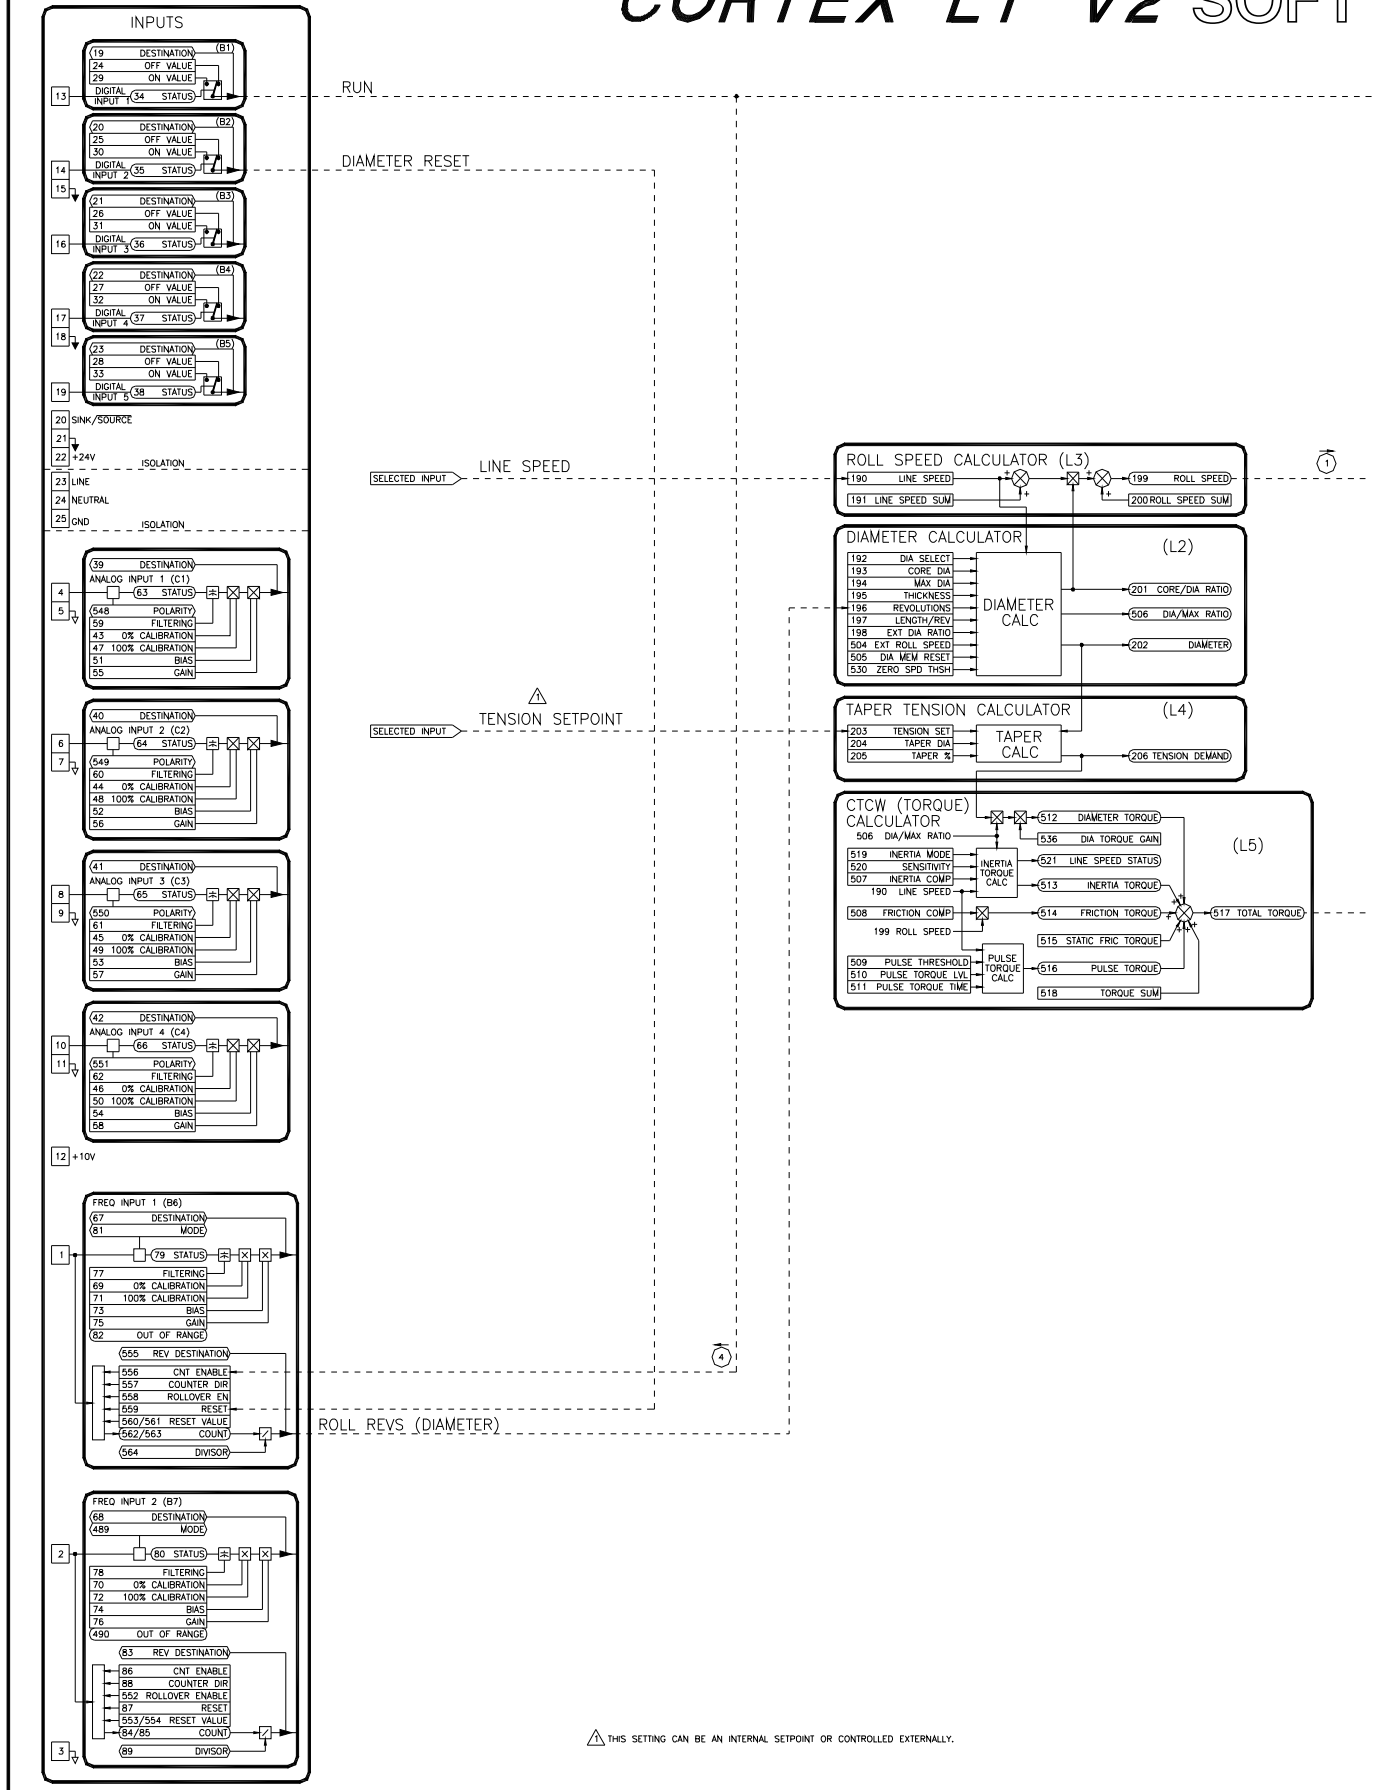 CORTEX LT V2 SOFT
INPUTS
(B1)
19 DESTINATION
24 OFF VALUE
29 ON VALUE
13
DIGITAL INPUT 1
34 STATUS
RUN
(B2)
20 DESTINATION
25 OFF VALUE
30 ON VALUE
14
DIGITAL INPUT 2
35 STATUS
DIAMETER RESET
15
(B3)
21 DESTINATION
26 OFF VALUE
31 ON VALUE
16
DIGITAL INPUT 3
36 STATUS
(B4)
22 DESTINATION
27 OFF VALUE
32 ON VALUE
17
DIGITAL INPUT 4
37 STATUS
18
(B5)
23 DESTINATION
28 OFF VALUE
33 ON VALUE
19
DIGITAL INPUT 5
38 STATUS
20 SINK/SOURCE
21
22 +24V
ISOLATION
23 LINE
24 NEUTRAL
25 GND
ISOLATION
39 DESTINATION
ANALOG INPUT 1 (C1)
4
63 STATUS
5
548 POLARITY
59 FILTERING
43 0% CALIBRATION
47 100% CALIBRATION
51 BIAS
55 GAIN
40 DESTINATION
ANALOG INPUT 2 (C2)
6
64 STATUS
7
549 POLARITY
60 FILTERING
44 0% CALIBRATION
48 100% CALIBRATION
52 BIAS
56 GAIN
41 DESTINATION
ANALOG INPUT 3 (C3)
8
65 STATUS
9
550 POLARITY
61 FILTERING
45 0% CALIBRATION
49 100% CALIBRATION
53 BIAS
57 GAIN
42 DESTINATION
ANALOG INPUT 4 (C4)
10
66 STATUS
11
551 POLARITY
62 FILTERING
46 0% CALIBRATION
50 100% CALIBRATION
54 BIAS
58 GAIN
12 +10V
FREQ INPUT 1 (B6)
67 DESTINATION
81 MODE
1
79 STATUS
77 FILTERING
69 0% CALIBRATION
71 100% CALIBRATION
73 BIAS
75 GAIN
82 OUT OF RANGE
555 REV DESTINATION
556 CNT ENABLE
557 COUNTER DIR
558 ROLLOVER EN
559 RESET
560/561 RESET VALUE
562/563 COUNT
564 DIVISOR
ROLL REVS (DIAMETER)
4
FREQ INPUT 2 (B7)
68 DESTINATION
489 MODE
2
80 STATUS
78 FILTERING
70 0% CALIBRATION
72 100% CALIBRATION
74 BIAS
76 GAIN
490 OUT OF RANGE
83 REV DESTINATION
86 CNT ENABLE
88 COUNTER DIR
552 ROLLOVER ENABLE
87 RESET
553/554 RESET VALUE
84/85 COUNT
89 DIVISOR
3
SELECTED INPUT
LINE SPEED
1
TENSION SETPOINT
SELECTED INPUT
ROLL SPEED CALCULATOR (L3)
190 LINE SPEED
+
+
+
+
199 ROLL SPEED
191 LINE SPEED SUM
200 ROLL SPEED SUM
1
DIAMETER CALCULATOR
(L2)
192 DIA SELECT
193 CORE DIA
194 MAX DIA
195 THICKNESS
196 REVOLUTIONS
197 LENGTH/REV
198 EXT DIA RATIO
504 EXT ROLL SPEED
505 DIA MEM RESET
530 ZERO SPD THSH
DIAMETER
CALC
201 CORE/DIA RATIO
506 DIA/MAX RATIO
202 DIAMETER
TAPER TENSION CALCULATOR
(L4)
203 TENSION SET
204 TAPER DIA
205 TAPER %
TAPER
CALC
206 TENSION DEMAND
CTCW (TORQUE)
CALCULATOR
(L5)
506 DIA/MAX RATIO
512 DIAMETER TORQUE
536 DIA TORQUE GAIN
519 INERTIA MODE
520 SENSITIVITY
507 INERTIA COMP
190 LINE SPEED
INERTIA
TORQUE
CALC
521 LINE SPEED STATUS
513 INERTIA TORQUE
508 FRICTION COMP
199 ROLL SPEED
514 FRICTION TORQUE
515 STATIC FRIC TORQUE
+
+
+
+
+
+
517 TOTAL TORQUE
509 PULSE THRESHOLD
510 PULSE TORQUE LVL
511 PULSE TORQUE TIME
PULSE
TORQUE
CALC
516 PULSE TORQUE
518 TORQUE SUM
1 THIS SETTING CAN BE AN INTERNAL SETPOINT OR CONTROLLED EXTERNALLY.